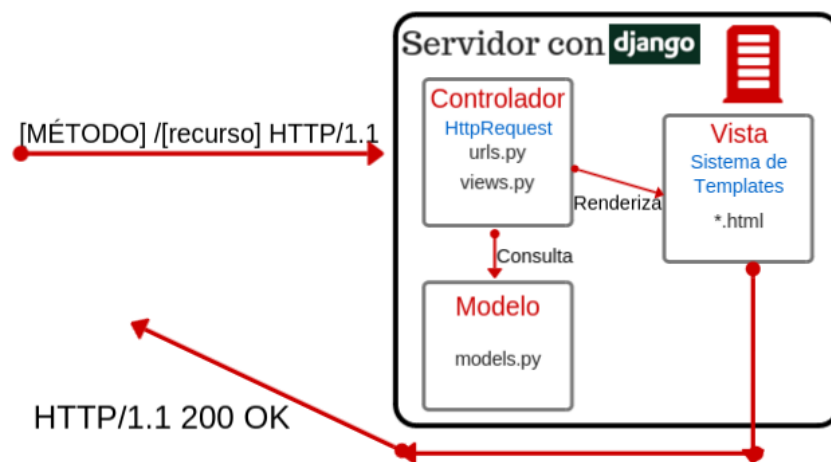 Servidor con django
[MÉTODO] /[recurso] HTTP/1.1
Controlador
HttpRequest
urls.py
views.py
Vista
Sistema de
Templates
*.html
Renderiza
Consulta
Modelo
models.py
HTTP/1.1 200 OK